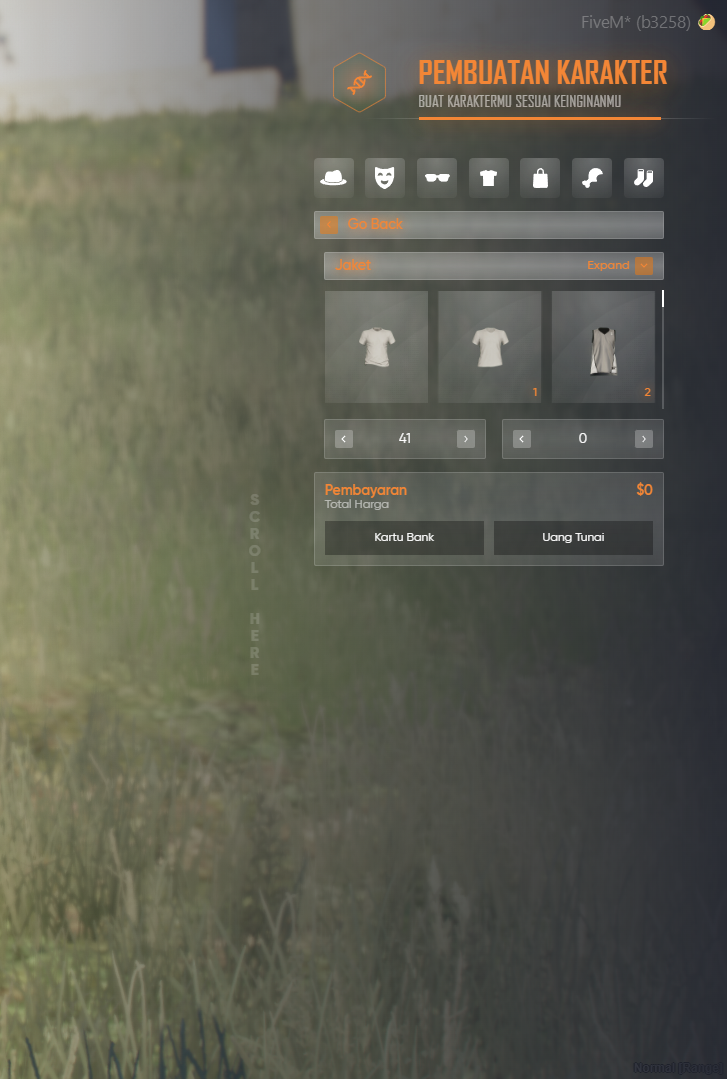 FiveM* (b3258)
PEMBUATAN KARAKTER
BUAT KARAKTERMU SESUAI KEINGINANMU
Go Back
Jaket
Expand
1
2
41
0
Pembayaran
$0
Total Harga
Kartu Bank
Uang Tunai
SCROLL HERE
Normal